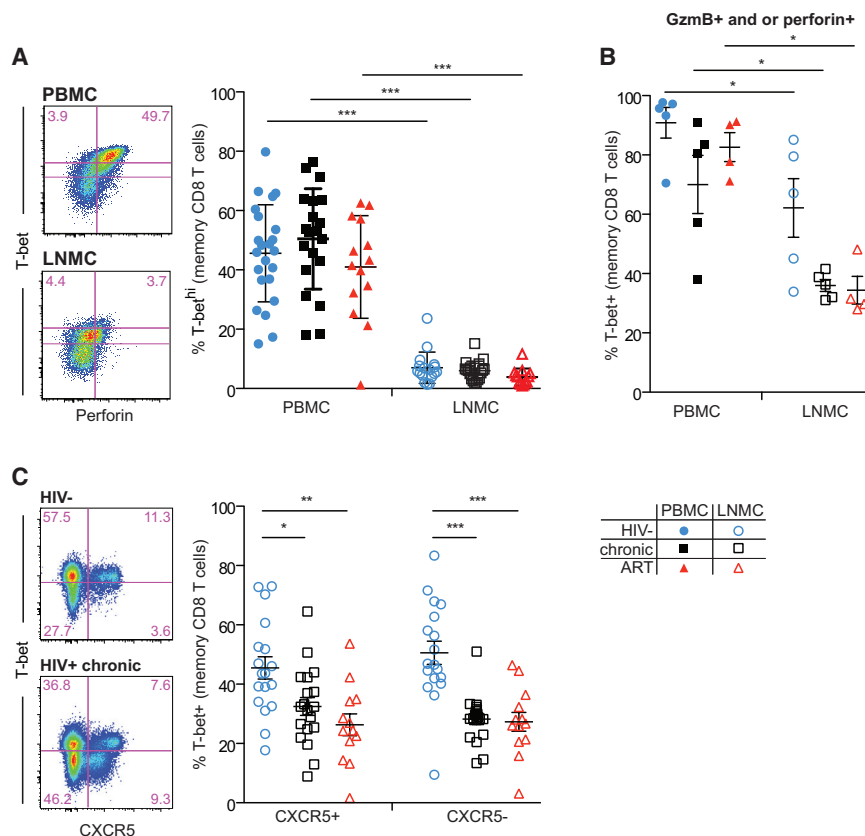 A
PBMC
3.9
49.7
T-bet
LNMC
4.4
3.7
Perforin
% T-bet^hi (memory CD8 T cells)
100
80
60
40
20
0
***
***
***
PBMC
LNMC
B
GzmB+ and or perforin+
*
*
*
% T-bet+ (memory CD8 T cells)
100
80
60
40
20
0
PBMC
LNMC
C
HIV-
57.5
11.3
27.7
3.6
T-bet
HIV+ chronic
36.8
7.6
46.2
9.3
CXCR5
% T-bet+ (memory CD8 T cells)
100
80
60
40
20
0
**
*
***
***
CXCR5+
CXCR5-
PBMC LNMC
HIV-
chronic
ART